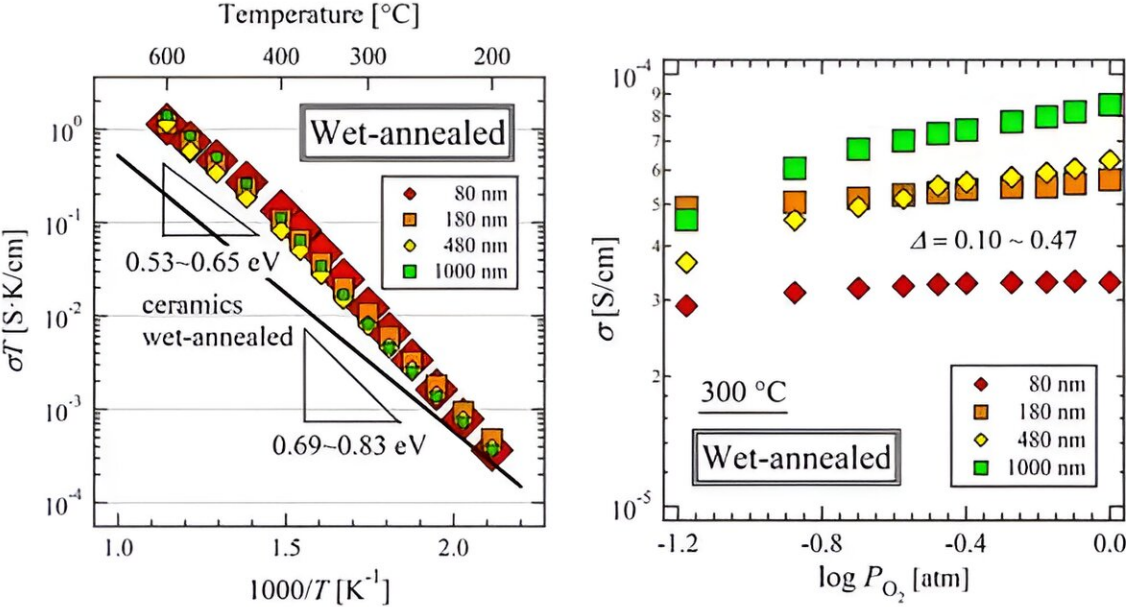 Temperature [°C]
600 400 300 200
10⁰
10⁻¹
10⁻²
10⁻³
10⁻⁴
σT [S·K/cm]
Wet-annealed
80 nm
180 nm
480 nm
1000 nm
0.53~0.65 eV
ceramics
wet-annealed
0.69~0.83 eV
1.0 1.5 2.0
1000/T [K⁻¹]
10⁻⁴
9
8
7
6
5
4
3
2
10⁻⁵
σ [S/cm]
Δ = 0.10 ~ 0.47
300 °C
Wet-annealed
80 nm
180 nm
480 nm
1000 nm
-1.2 -0.8 -0.4 0.0
log P_O₂ [atm]